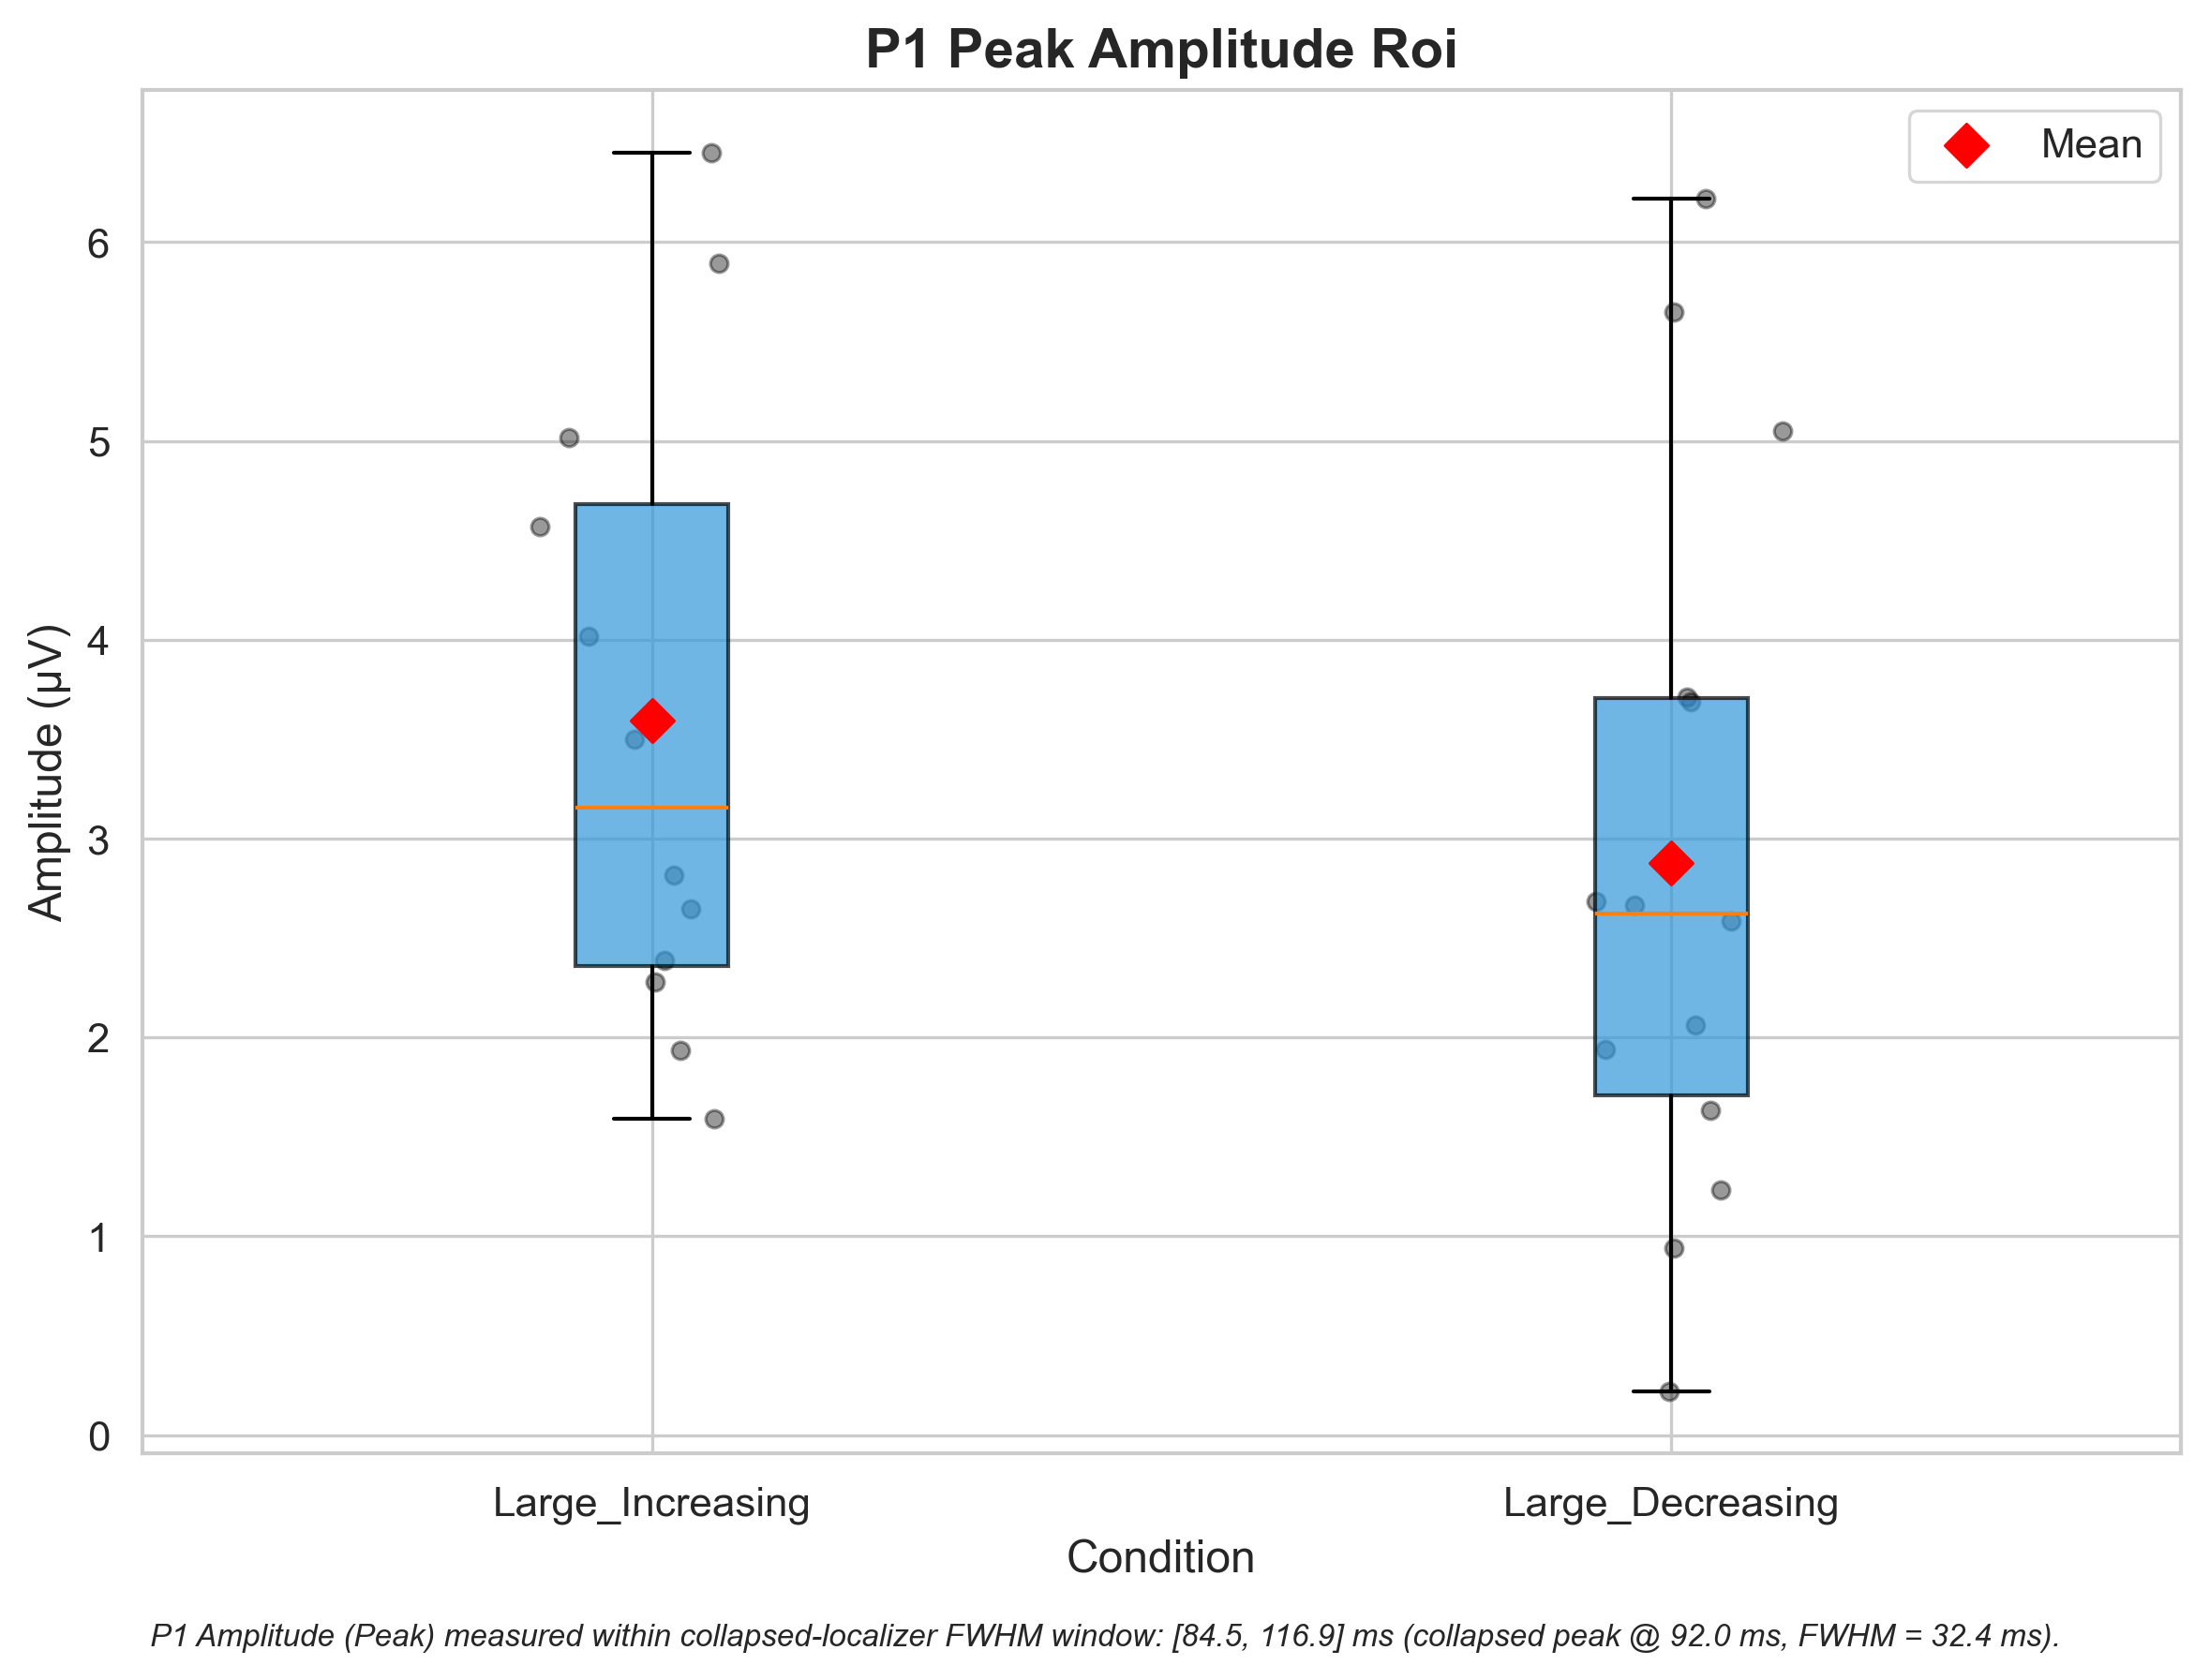 P1 Peak Amplitude Roi
Mean
6
5
4
3
2
1
0
Amplitude (µV)
Large_Increasing
Large_Decreasing
Condition
P1 Amplitude (Peak) measured within collapsed-localizer FWHM window: [84.5, 116.9] ms (collapsed peak @ 92.0 ms, FWHM = 32.4 ms).